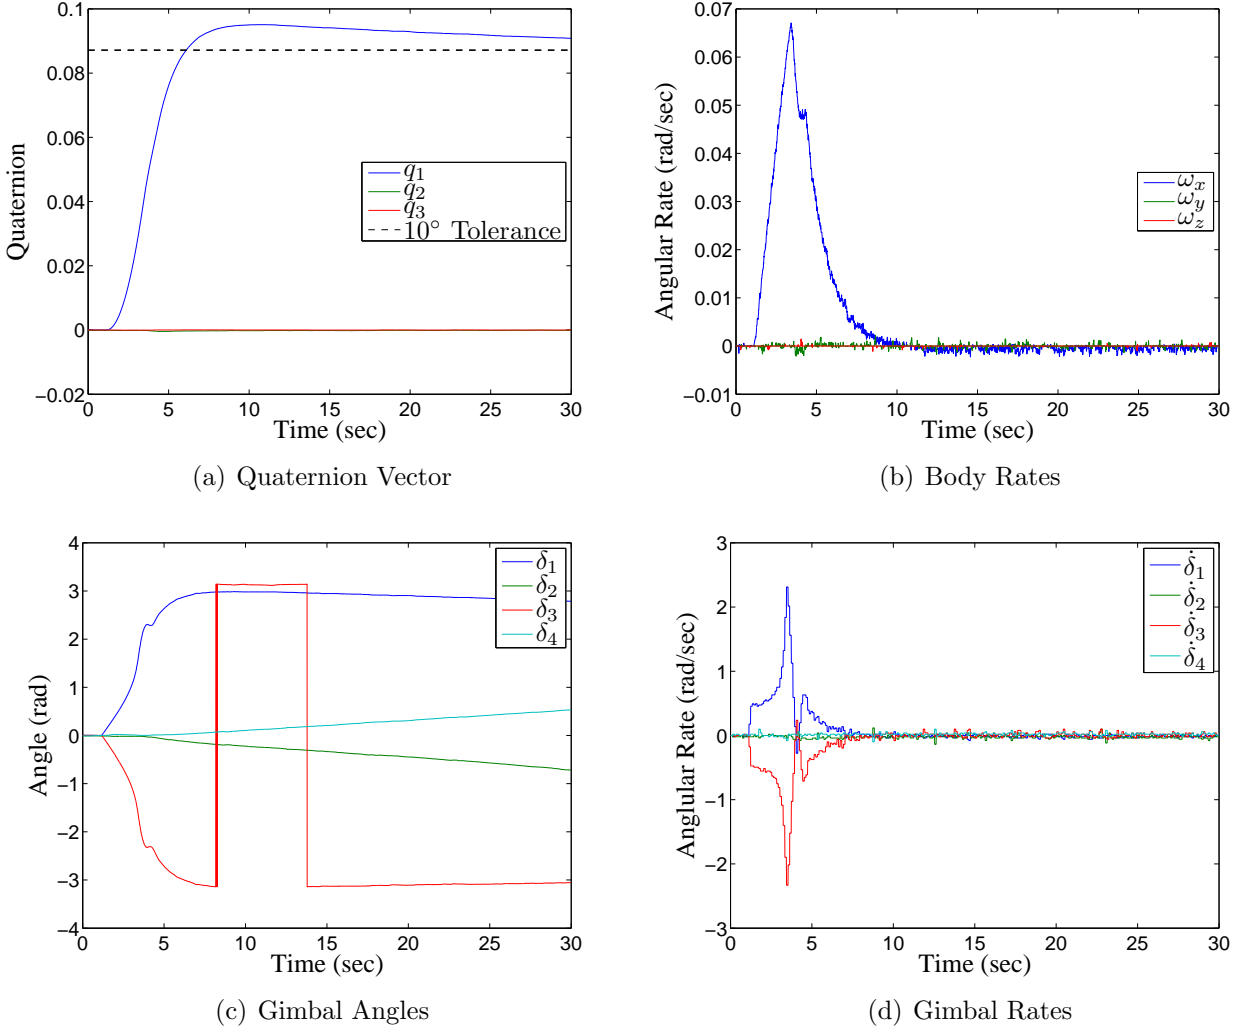 0.1
0.08
0.06
0.04
0.02
0
−0.02
0 5 10 15 20 25 30
Quaternion
Time (sec)
q1
q2
q3
10° Tolerance
(a) Quaternion Vector
0.07
0.06
0.05
0.04
0.03
0.02
0.01
0
−0.01
0 5 10 15 20 25 30
Angular Rate (rad/sec)
Time (sec)
ωx
ωy
ωz
(b) Body Rates
4
3
2
1
0
−1
−2
−3
−4
0 5 10 15 20 25 30
Angle (rad)
Time (sec)
δ1
δ2
δ3
δ4
(c) Gimbal Angles
3
2
1
0
−1
−2
−3
0 5 10 15 20 25 30
Anglular Rate (rad/sec)
Time (sec)
δ̇1
δ̇2
δ̇3
δ̇4
(d) Gimbal Rates